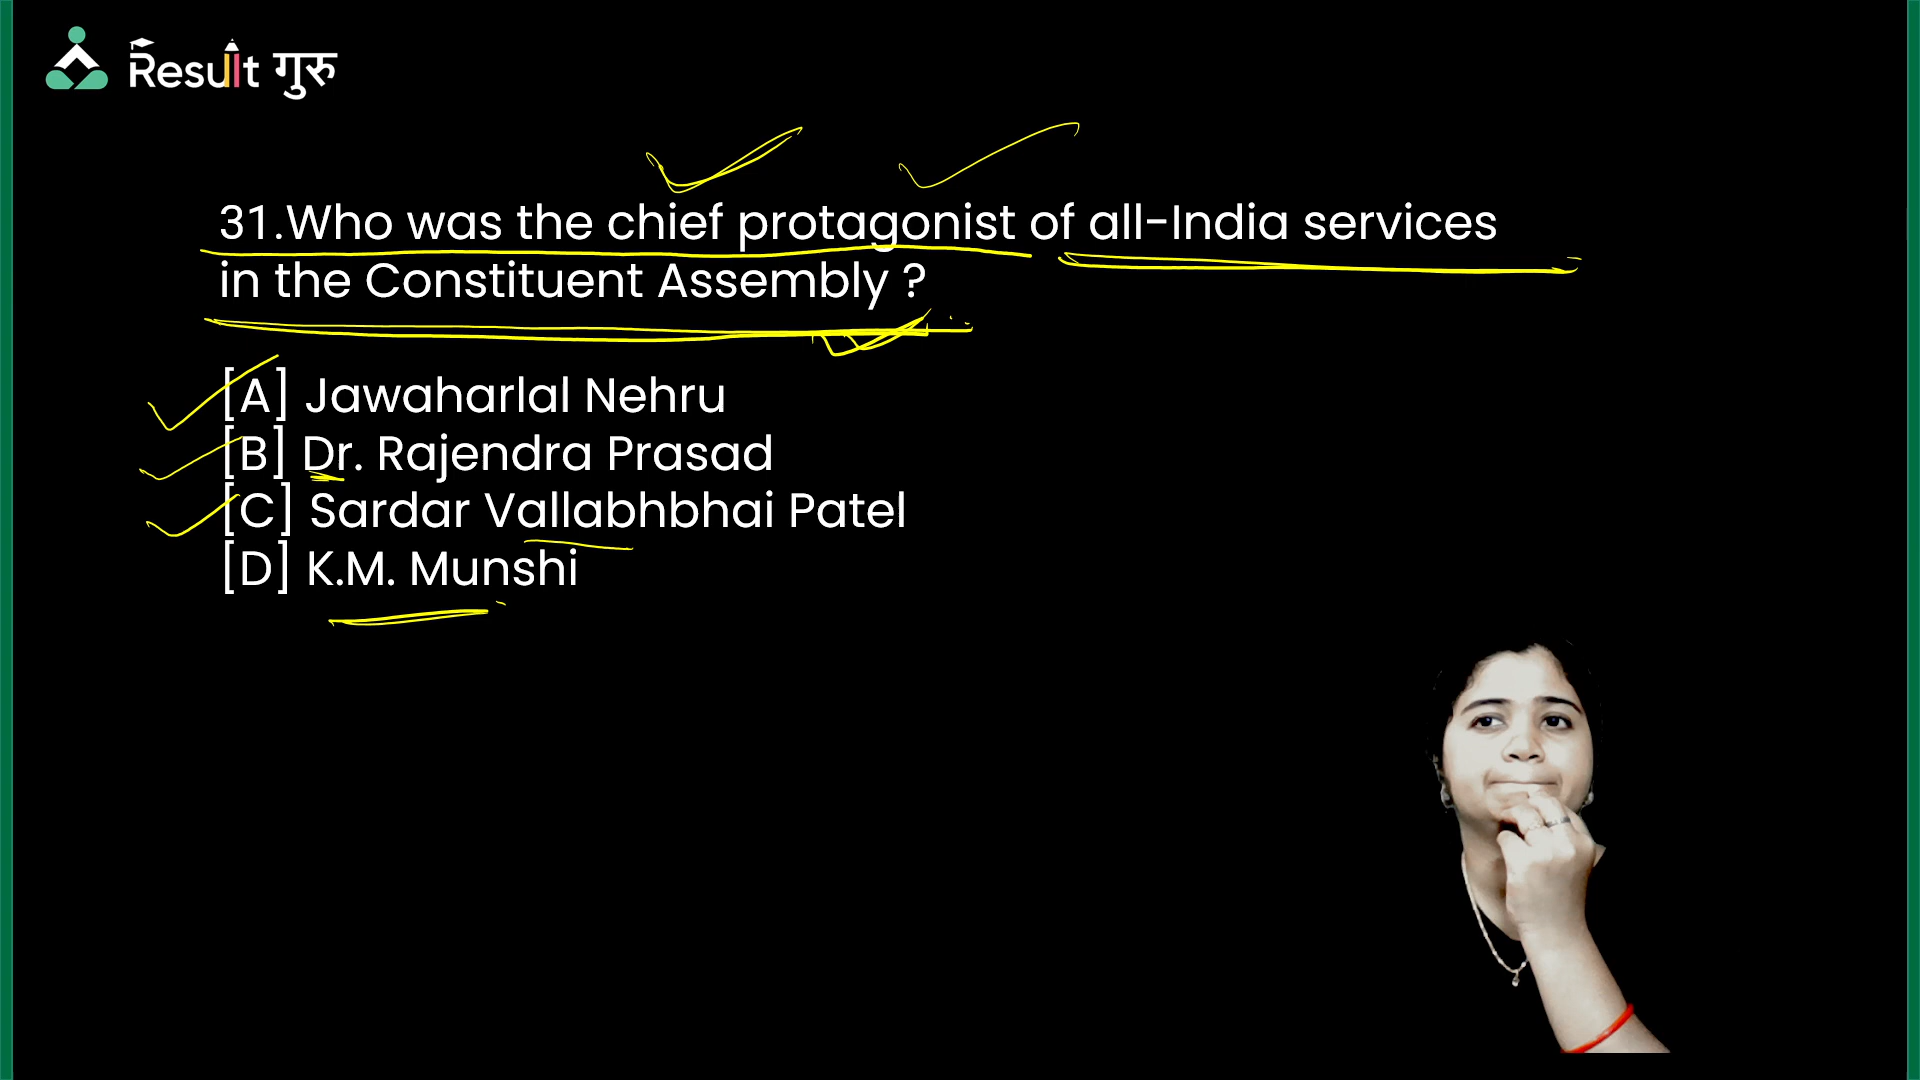 Result गुरु
31.Who was the chief protagonist of all-India services
in the Constituent Assembly ?
[A] Jawaharlal Nehru
[B] Dr. Rajendra Prasad
[C] Sardar Vallabhbhai Patel
[D] K.M. Munshi